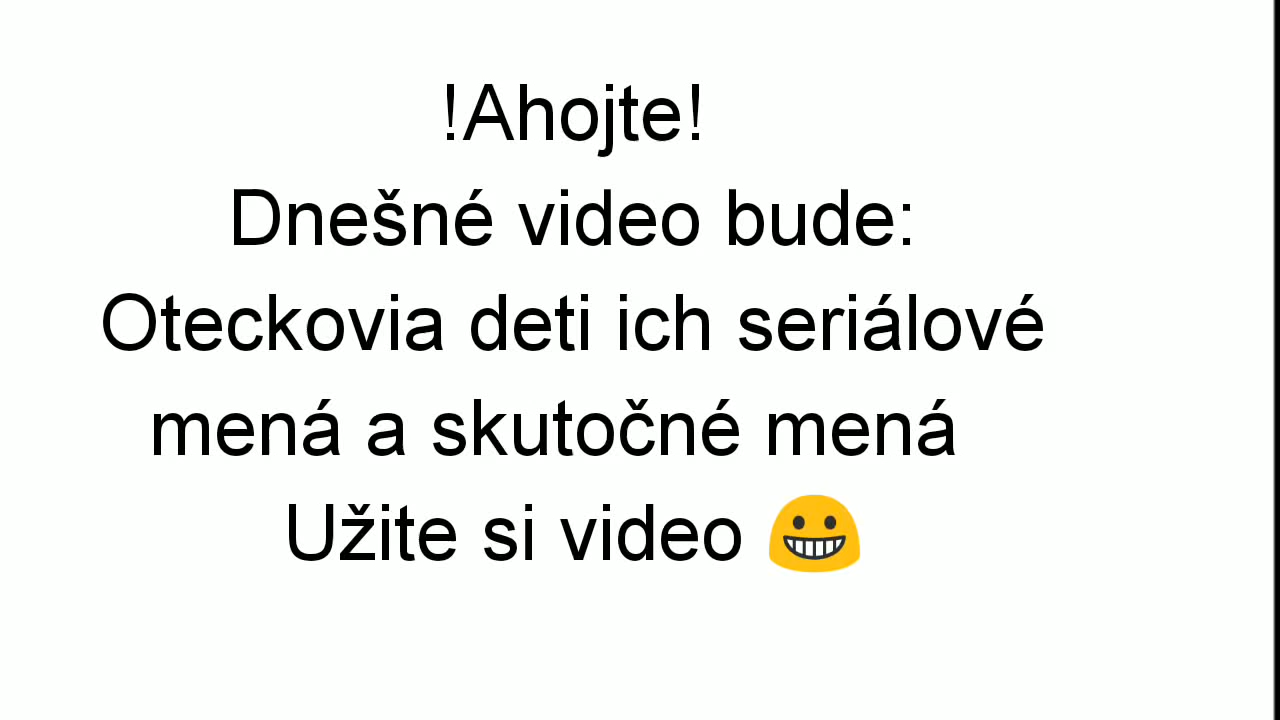 !Ahojte!
Dnešné video bude:
Oteckovia deti ich seriálové
mená a skutočné mená
Užite si video 😀